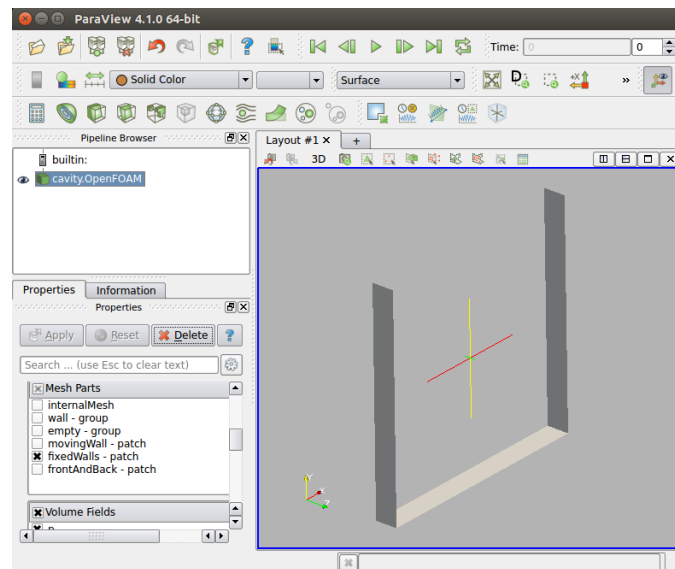 ParaView 4.1.0 64-bit
Time: 0 0
Solid Color Surface »
Pipeline Browser
Layout #1 × +
builtin:
3D
cavity.OpenFOAM
Properties Information
Properties
Apply Reset Delete ?
Search ... (use Esc to clear text)
Mesh Parts
internalMesh
wall - group
empty - group
movingWall - patch
fixedWalls - patch
frontAndBack - patch
Volume Fields
Y
X
Z